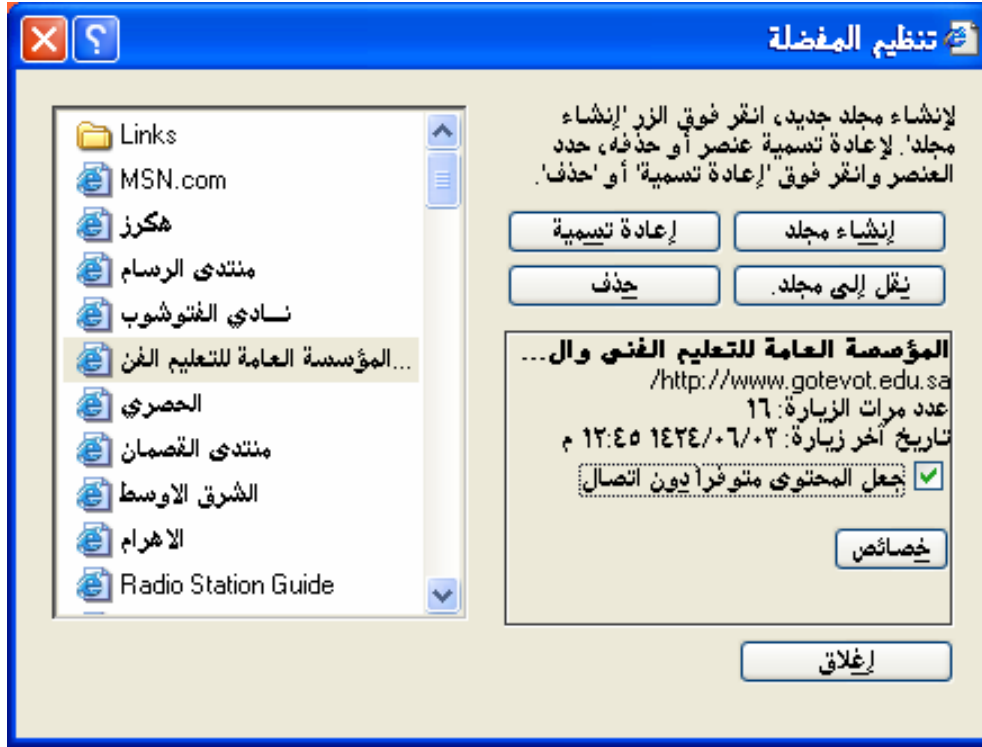 تنظيم المفضلة
لإنشاء مجلد جديد، انقر فوق الزر 'إنشاء
مجلد'. لإعادة تسمية عنصر أو حذفه، حدد
العنصر وانقر فوق 'إعادة تسمية' أو 'حذف'.
إنشاء مجلد
إعادة تسمية
نقل إلى مجلد.
حذف
المؤسسة العامة للتعليم الفني وال...
http://www.gotevot.edu.sa/
عدد مرات الزيارة: ١٦
تاريخ آخر زيارة: ١٤٢٤/٠٦/٠٣ ١٢:٤٥ م
جعل المحتوى متوفراً دون اتصال
خصائص
إغلاق
Links
MSN.com
هكرز
منتدى الرسام
نـــادي الفتوشوب
المؤسسة العامة للتعليم الفن...
الحصري
منتدى القصمان
الشرق الاوسط
الاهرام
Radio Station Guide